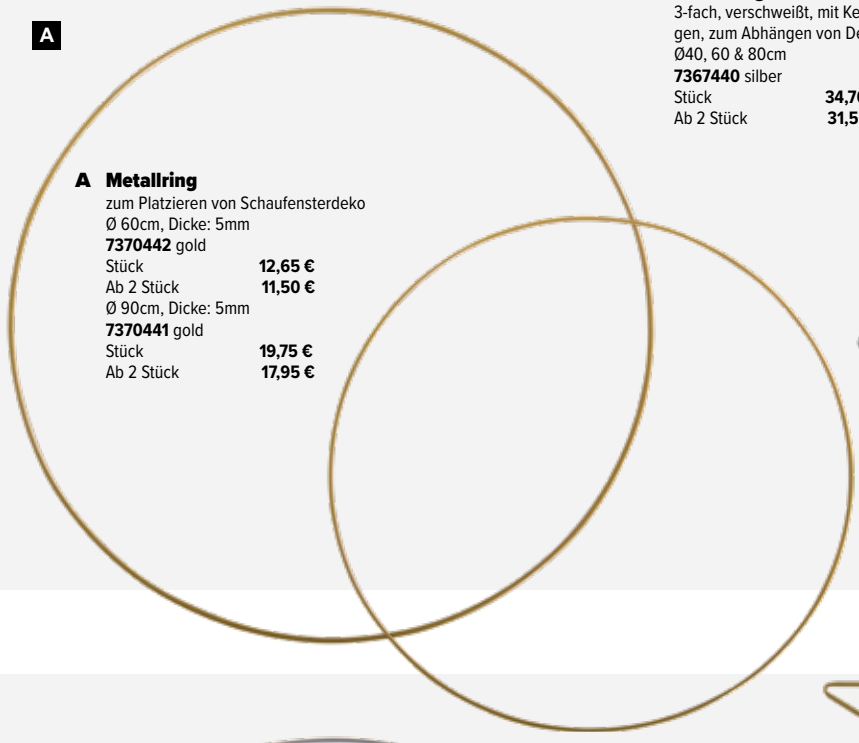 A
3-fach, verschweißt, mit
gen, zum Abhängen von
Ø40, 60 & 80cm
7367440 silber
Stück
Ab 2 Stück
A Metallring
zum Platzieren von Schaufensterdeko
Ø 60cm, Dicke: 5mm
7370442 gold
Stück 12,65 €
Ab 2 Stück 11,50 €
Ø 90cm, Dicke: 5mm
7370441 gold
Stück 19,75 €
Ab 2 Stück 17,95 €